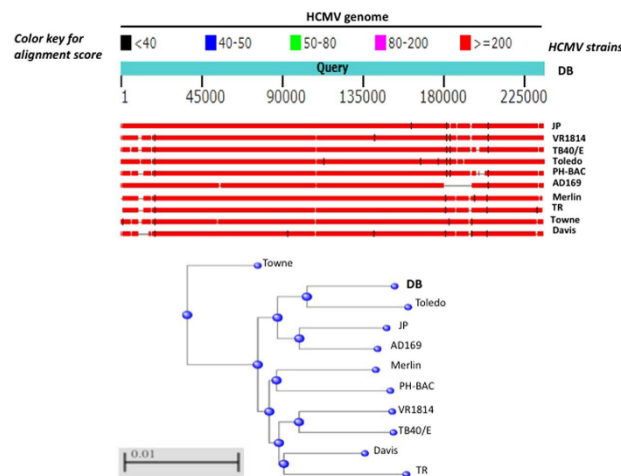 HCMV genome
Color key for alignment score
<40 40-50 50-80 80-200 >=200
HCMV strains
Query
DB
1 45000 90000 135000 180000 225000
JP
VR1814
TB40/E
Toledo
PH-BAC
AD169
Merlin
TR
Towne
Davis
Towne
DB
Toledo
JP
AD169
Merlin
PH-BAC
VR1814
TB40/E
Davis
TR
0.01